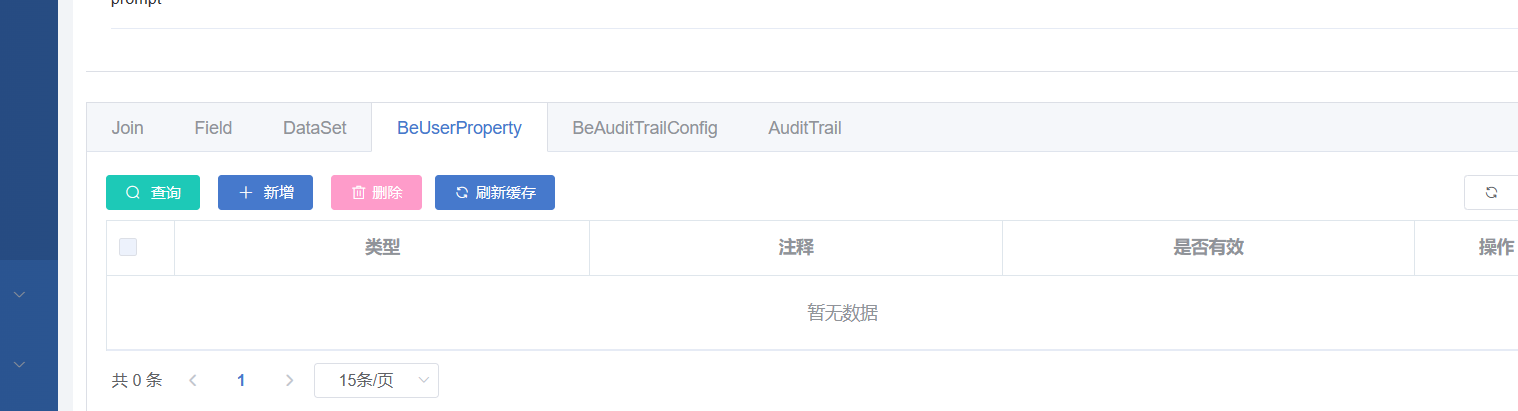 prompt
Join Field DataSet BeUserProperty BeAuditTrailConfig AuditTrail
查询 新增 删除 刷新缓存
类型 注释 是否有效 操作
暂无数据
共 0 条 1 15条/页